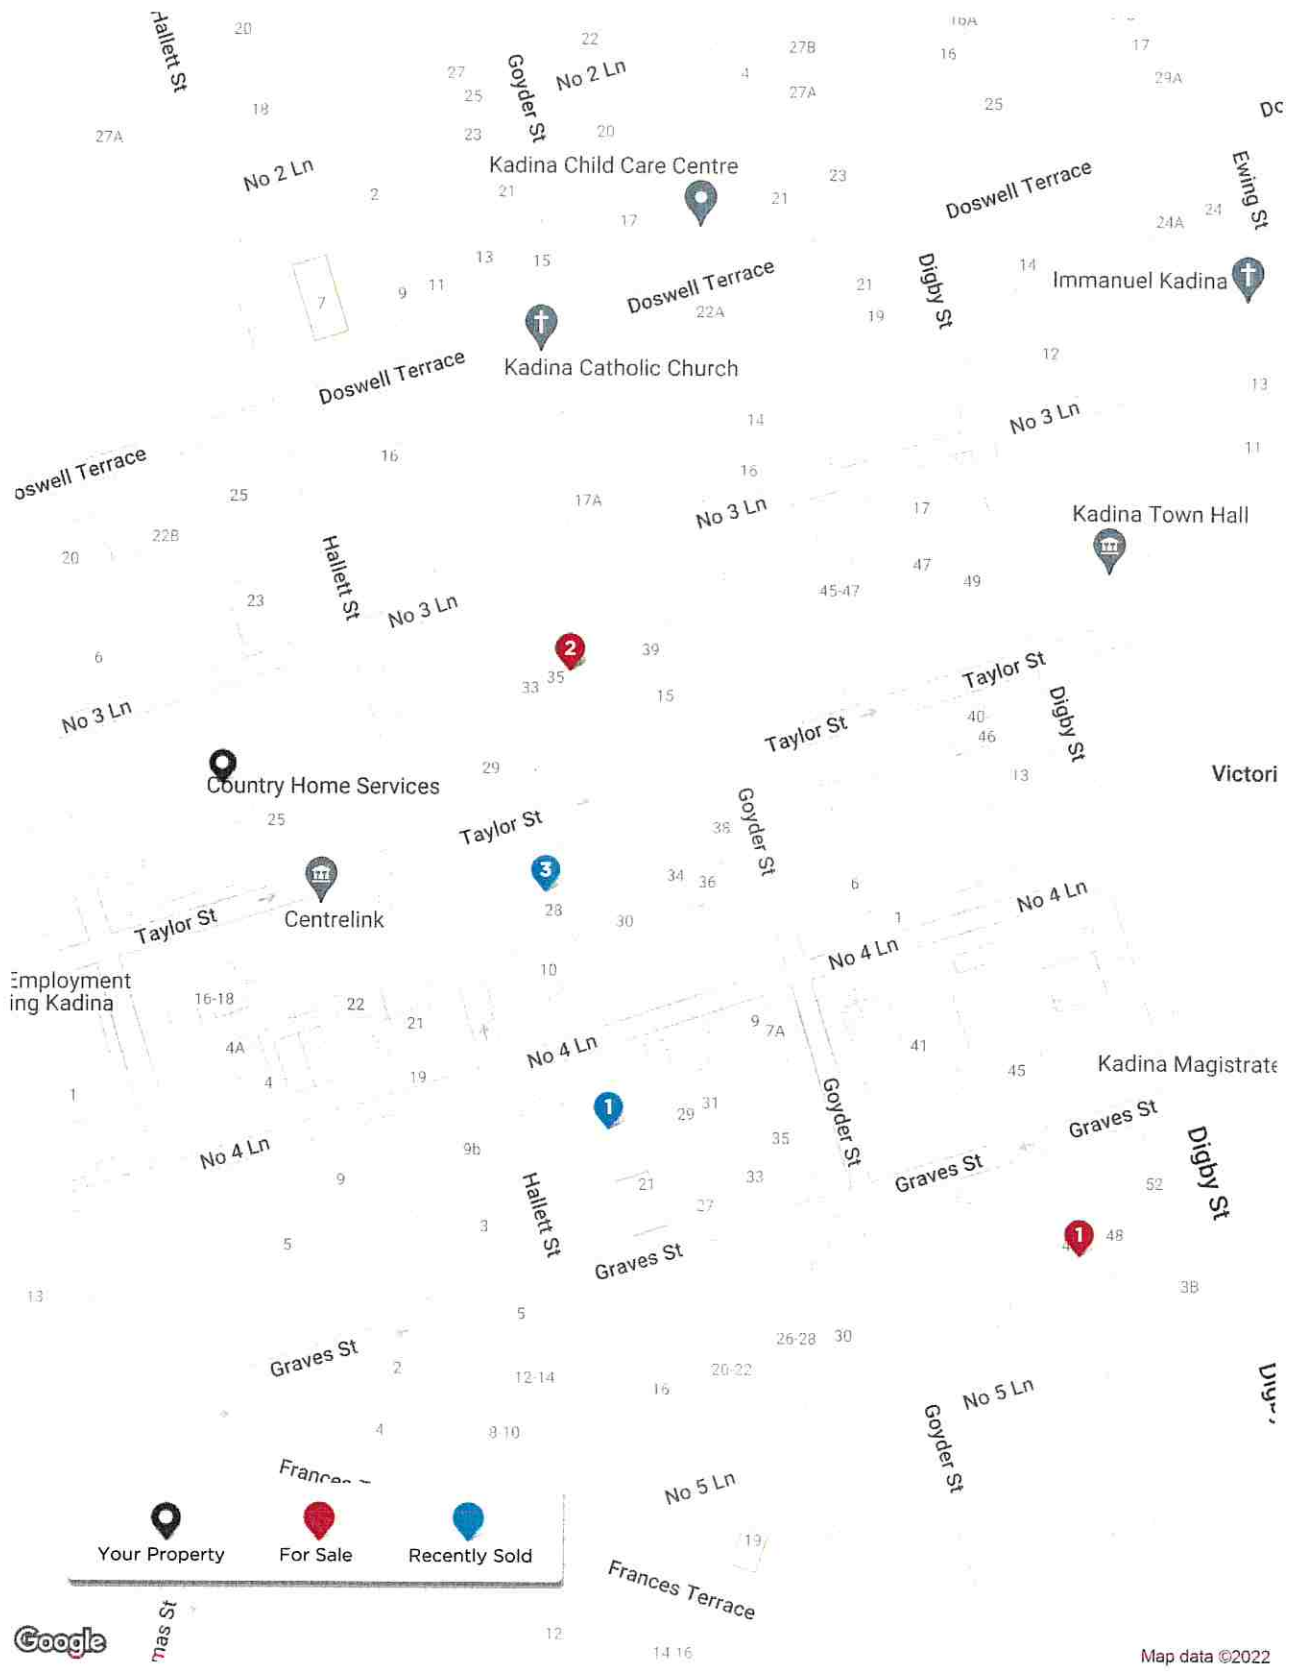 Hallett St
20
22
27B
16A
16
17
Goyder St
No 2 Ln
27
4
29A
25
27A
25
18
Dc
27A
23
20
No 2 Ln
Kadina Child Care Centre
23
Ewing St
Doswell Terrace
2
21
21
17
24A
24
13
15
Digby St
14
Immanuel Kadina
7
9
11
Doswell Terrace
21
22A
19
Doswell Terrace
Kadina Catholic Church
12
13
14
No 3 Ln
oswell Terrace
16
16
11
25
17A
No 3 Ln
17
Kadina Town Hall
20
22B
Hallett St
47
49
45-47
23
No 3 Ln
6
2
39
33
35
15
Taylor St
No 3 Ln
Taylor St
40-
46
Digby St
Country Home Services
29
13
Victori
25
Taylor St
38
Goyder St
3
34
36
6
Taylor St
Centrelink
28
30
1
No 4 Ln
No 4 Ln
Employment
ing Kadina
16-18
22
10
21
9
7A
4A
No 4 Ln
41
45
Kadina Magistrate
1
4
19
1
29
31
Goyder St
Graves St
No 4 Ln
9b
35
Digby St
9
Hallett St
21
33
Graves St
52
27
3
5
Graves St
1
48
13
5
3B
26-28
30
Graves St
2
12-14
16
20-22
No 5 Ln
4
8-10
Goyder St
No 5 Ln
Your Property
For Sale
Recently Sold
19
Frances Terrace
mas St
12
14
16
Google
Map data ©2022